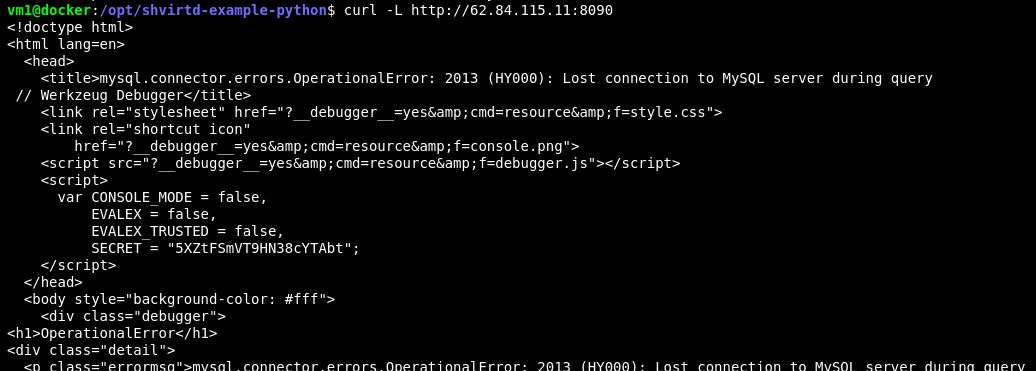 vm1@docker:/opt/shvirtd-example-python$ curl -L http://62.84.115.11:8090
<!doctype html>
<html lang=en>
  <head>
    <title>mysql.connector.errors.OperationalError: 2013 (HY000): Lost connection to MySQL server during query
 // Werkzeug Debugger</title>
    <link rel="stylesheet" href="?__debugger__=yes&amp;cmd=resource&amp;f=style.css">
    <link rel="shortcut icon"
        href="?__debugger__=yes&amp;cmd=resource&amp;f=console.png">
    <script src="?__debugger__=yes&amp;cmd=resource&amp;f=debugger.js"></script>
    <script>
      var CONSOLE_MODE = false,
          EVALEX = false,
          EVALEX_TRUSTED = false,
          SECRET = "5XZtFSmVT9HN38cYTAbt";
    </script>
  </head>
  <body style="background-color: #fff">
    <div class="debugger">
<h1>OperationalError</h1>
<div class="detail">
  <p class="errormsg">mysql.connector.errors.OperationalError: 2013 (HY000): Lost connection to MySQL server during query